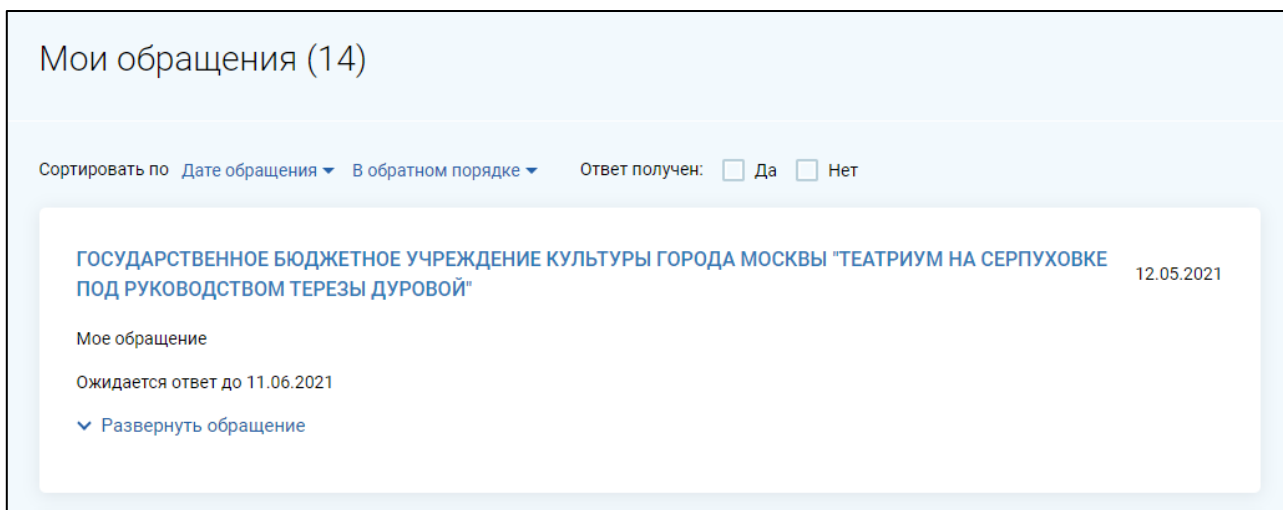 Мои обращения (14)
Сортировать по Дате обращения В обратном порядке Ответ получен: Да Нет
ГОСУДАРСТВЕННОЕ БЮДЖЕТНОЕ УЧРЕЖДЕНИЕ КУЛЬТУРЫ ГОРОДА МОСКВЫ "ТЕАТРИУМ НА СЕРПУХОВКЕ
ПОД РУКОВОДСТВОМ ТЕРЕЗЫ ДУРОВОЙ"
12.05.2021
Мое обращение
Ожидается ответ до 11.06.2021
Развернуть обращение